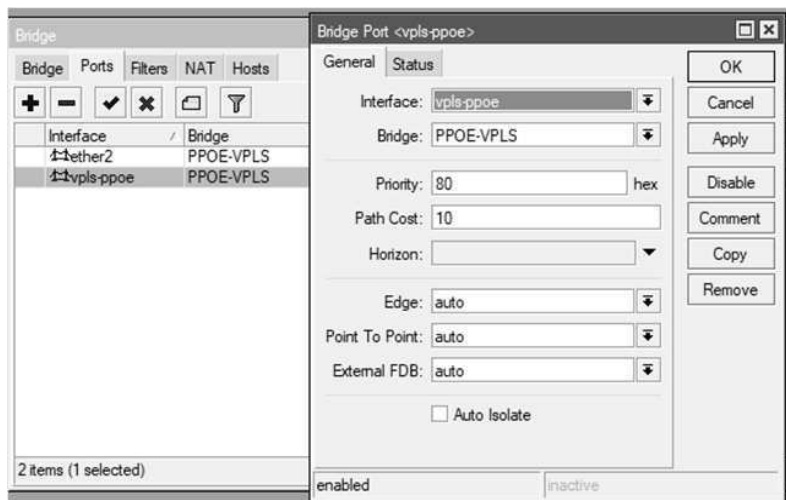 Bridge
Bridge Ports Filters NAT Hosts
Interface Bridge
ether2 PPOE-VPLS
vpls-ppoe PPOE-VPLS
2 items (1 selected)
Bridge Port <vpls-ppoe>
General Status
Interface: vpls-ppoe
Bridge: PPOE-VPLS
Priority: 80 hex
Path Cost: 10
Horizon:
Edge: auto
Point To Point: auto
External FDB: auto
Auto Isolate
enabled inactive
OK
Cancel
Apply
Disable
Comment
Copy
Remove